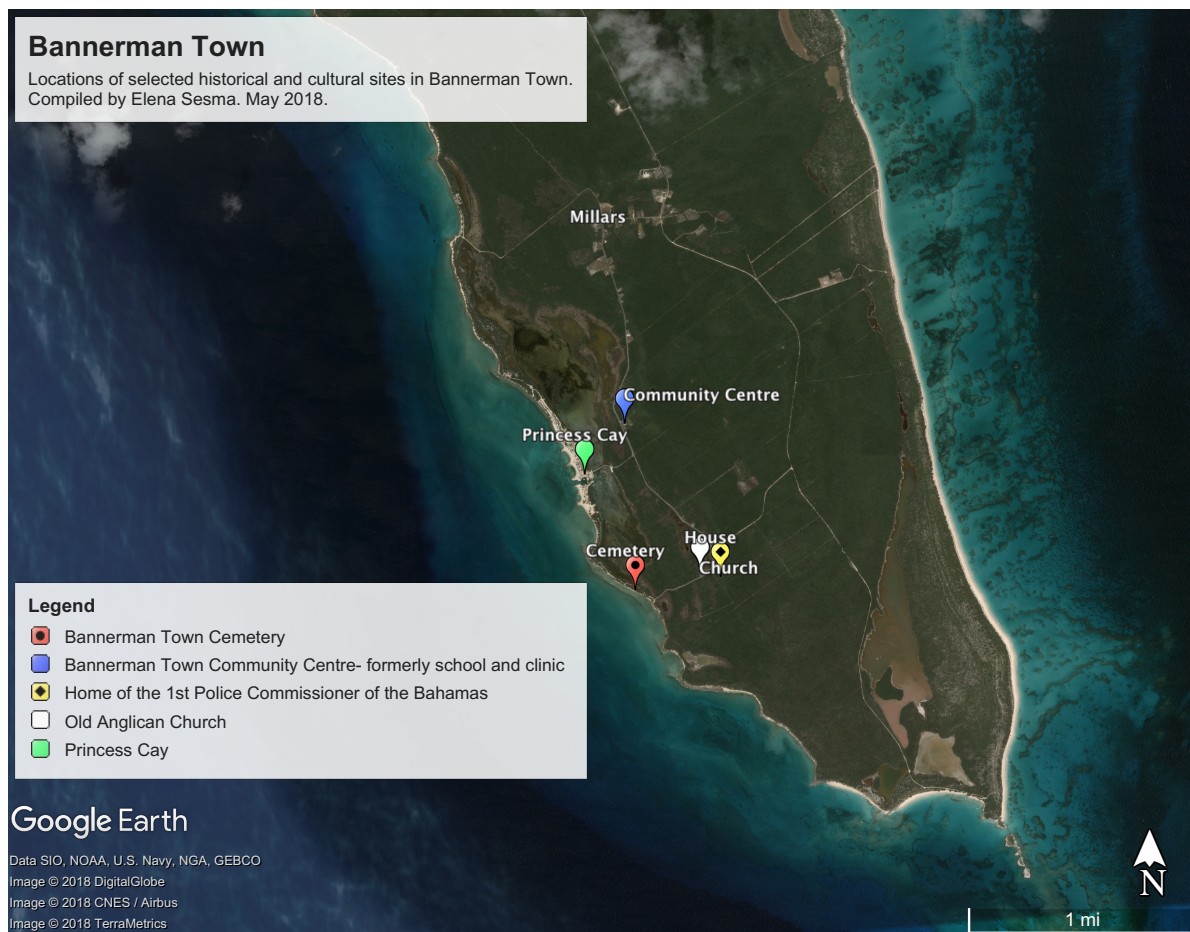 Bannerman Town
Locations of selected historical and cultural sites in Bannerman Town.
Compiled by Elena Sesma. May 2018.
Millars
Community Centre
Princess Cay
House
Cemetery
Church
Legend
Bannerman Town Cemetery
Bannerman Town Community Centre- formerly school and clinic
Home of the 1st Police Commissioner of the Bahamas
Old Anglican Church
Princess Cay
Google Earth
Data SIO, NOAA, U.S. Navy, NGA, GEBCO
Image © 2018 DigitalGlobe
Image © 2018 CNES / Airbus
Image © 2018 TerraMetrics
N
1 mi